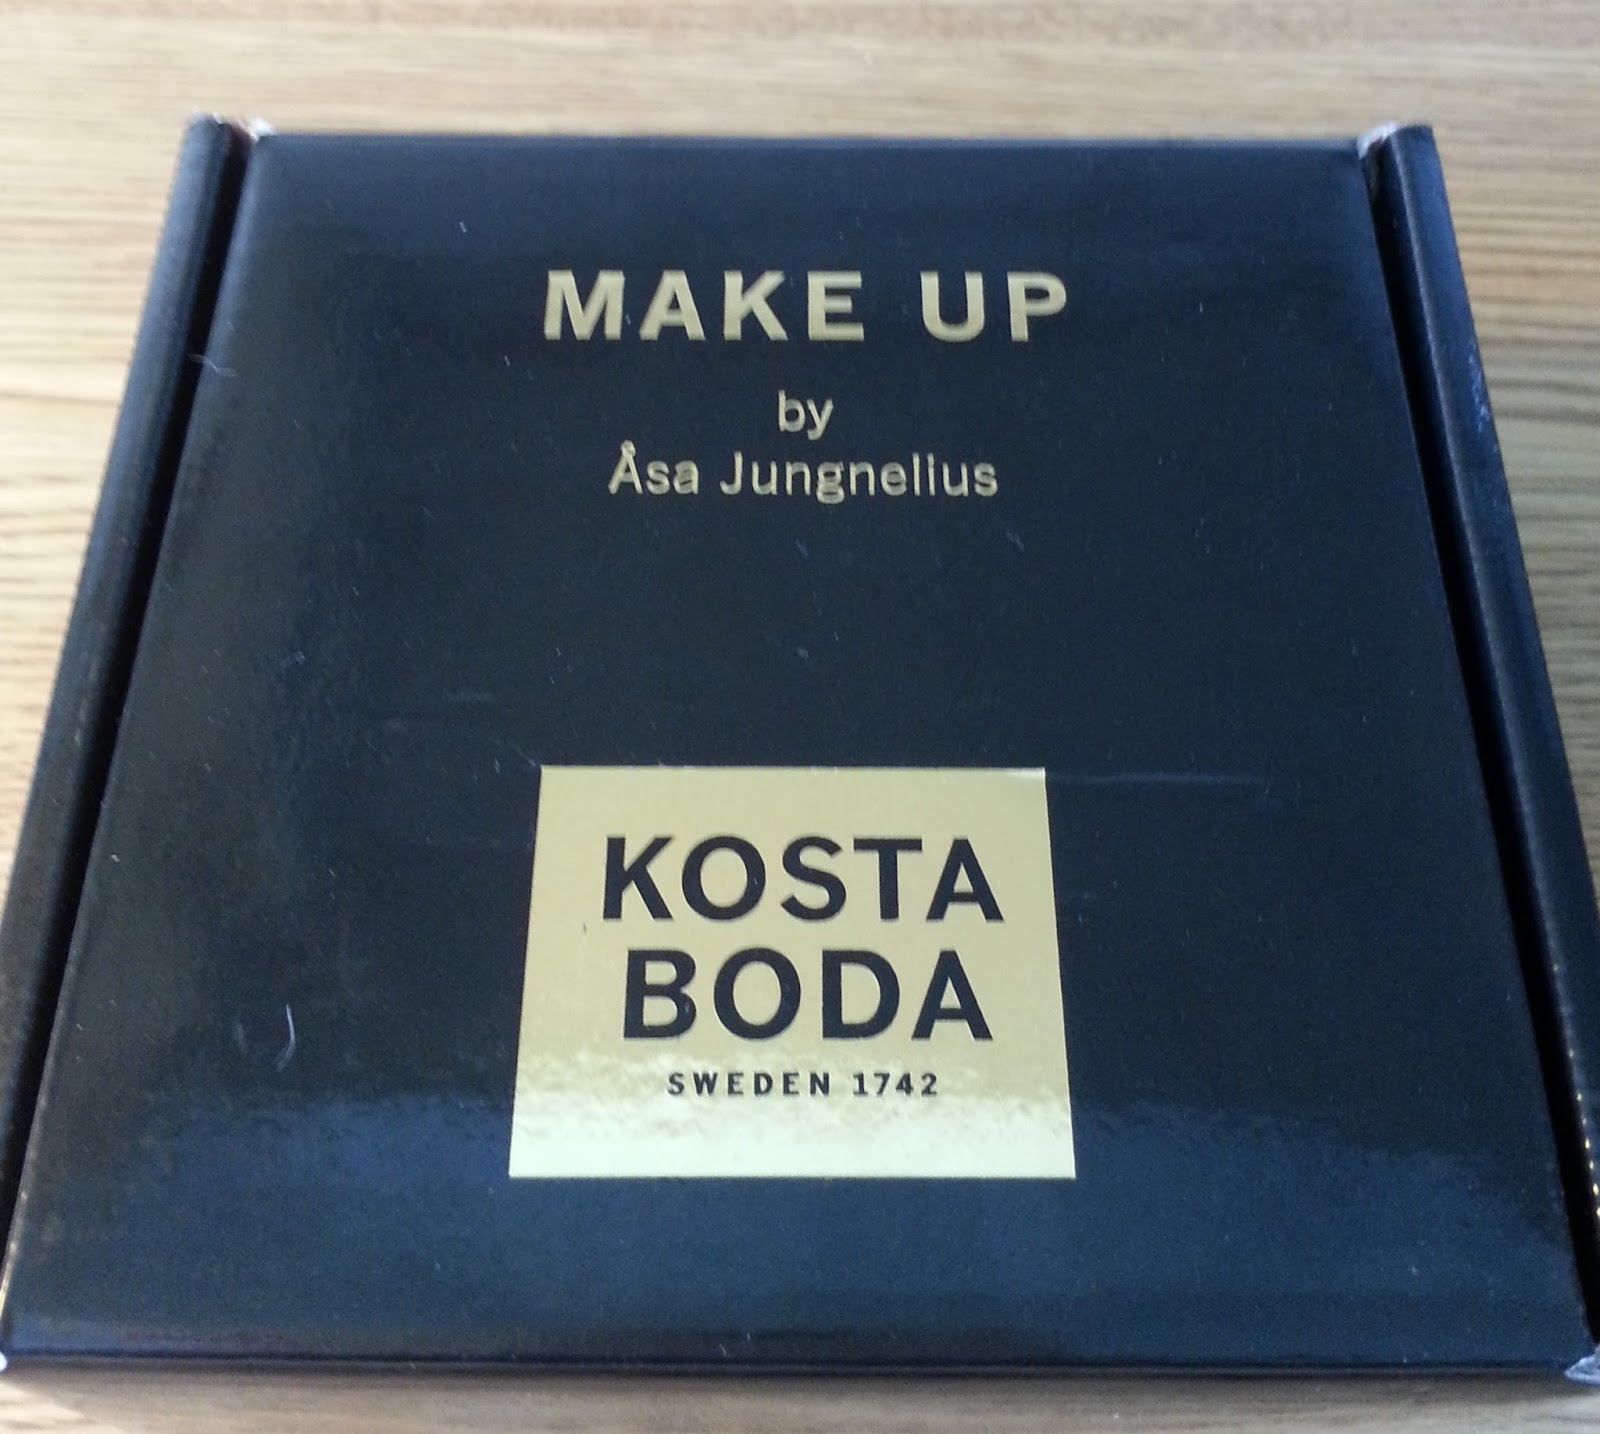 MAKE UP
by
Åsa Jungnelius
KOSTA
BODA
SWEDEN 1742